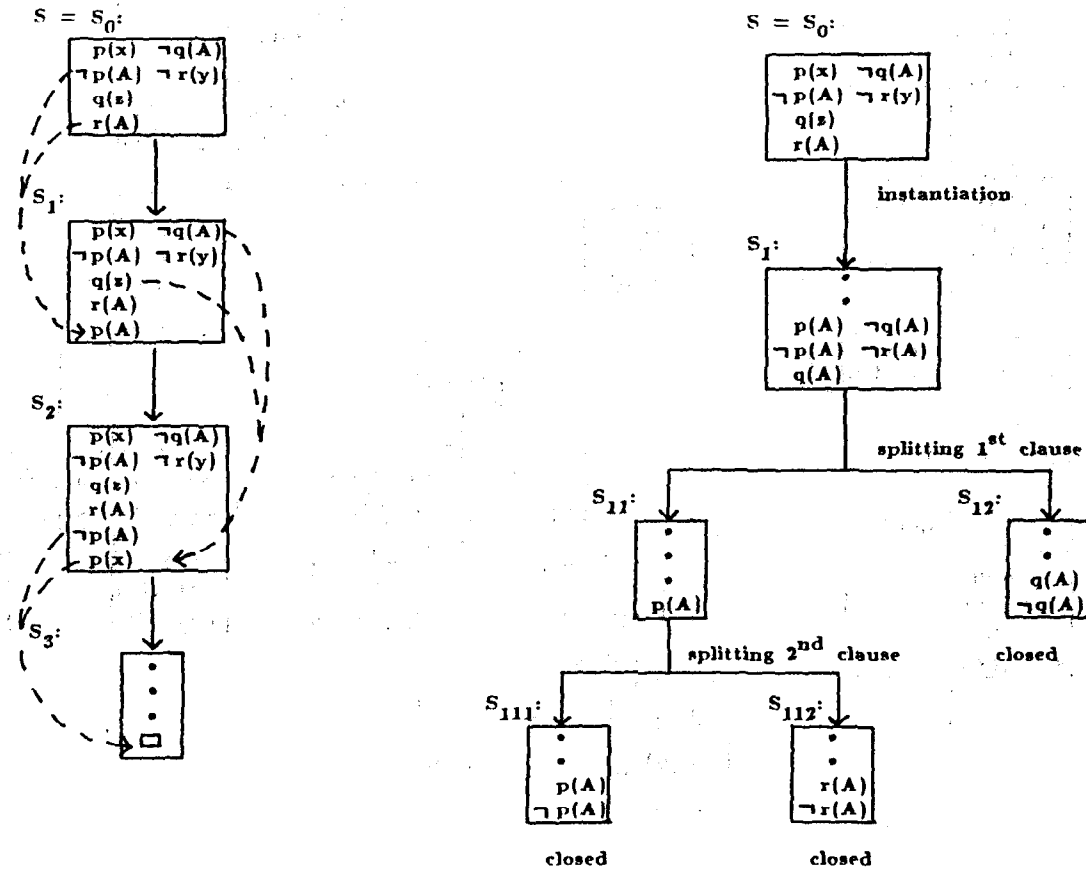 S = S0:
p(x) ¬q(A)
¬p(A) ¬r(y)
q(z)
r(A)
S1:
p(x) ¬q(A)
¬p(A) ¬r(y)
q(z)
r(A)
p(A)
S2:
p(x) ¬q(A)
¬p(A) ¬r(y)
q(z)
r(A)
¬p(A)
p(x)
S3:
S = S0:
p(x) ¬q(A)
¬p(A) ¬r(y)
q(z)
r(A)
instantiation
S1:
p(A) ¬q(A)
¬p(A) ¬r(A)
q(A)
splitting 1st clause
S11:
p(A)
S12:
q(A)
¬q(A)
closed
splitting 2nd clause
S111:
p(A)
¬p(A)
closed
S112:
r(A)
¬r(A)
closed